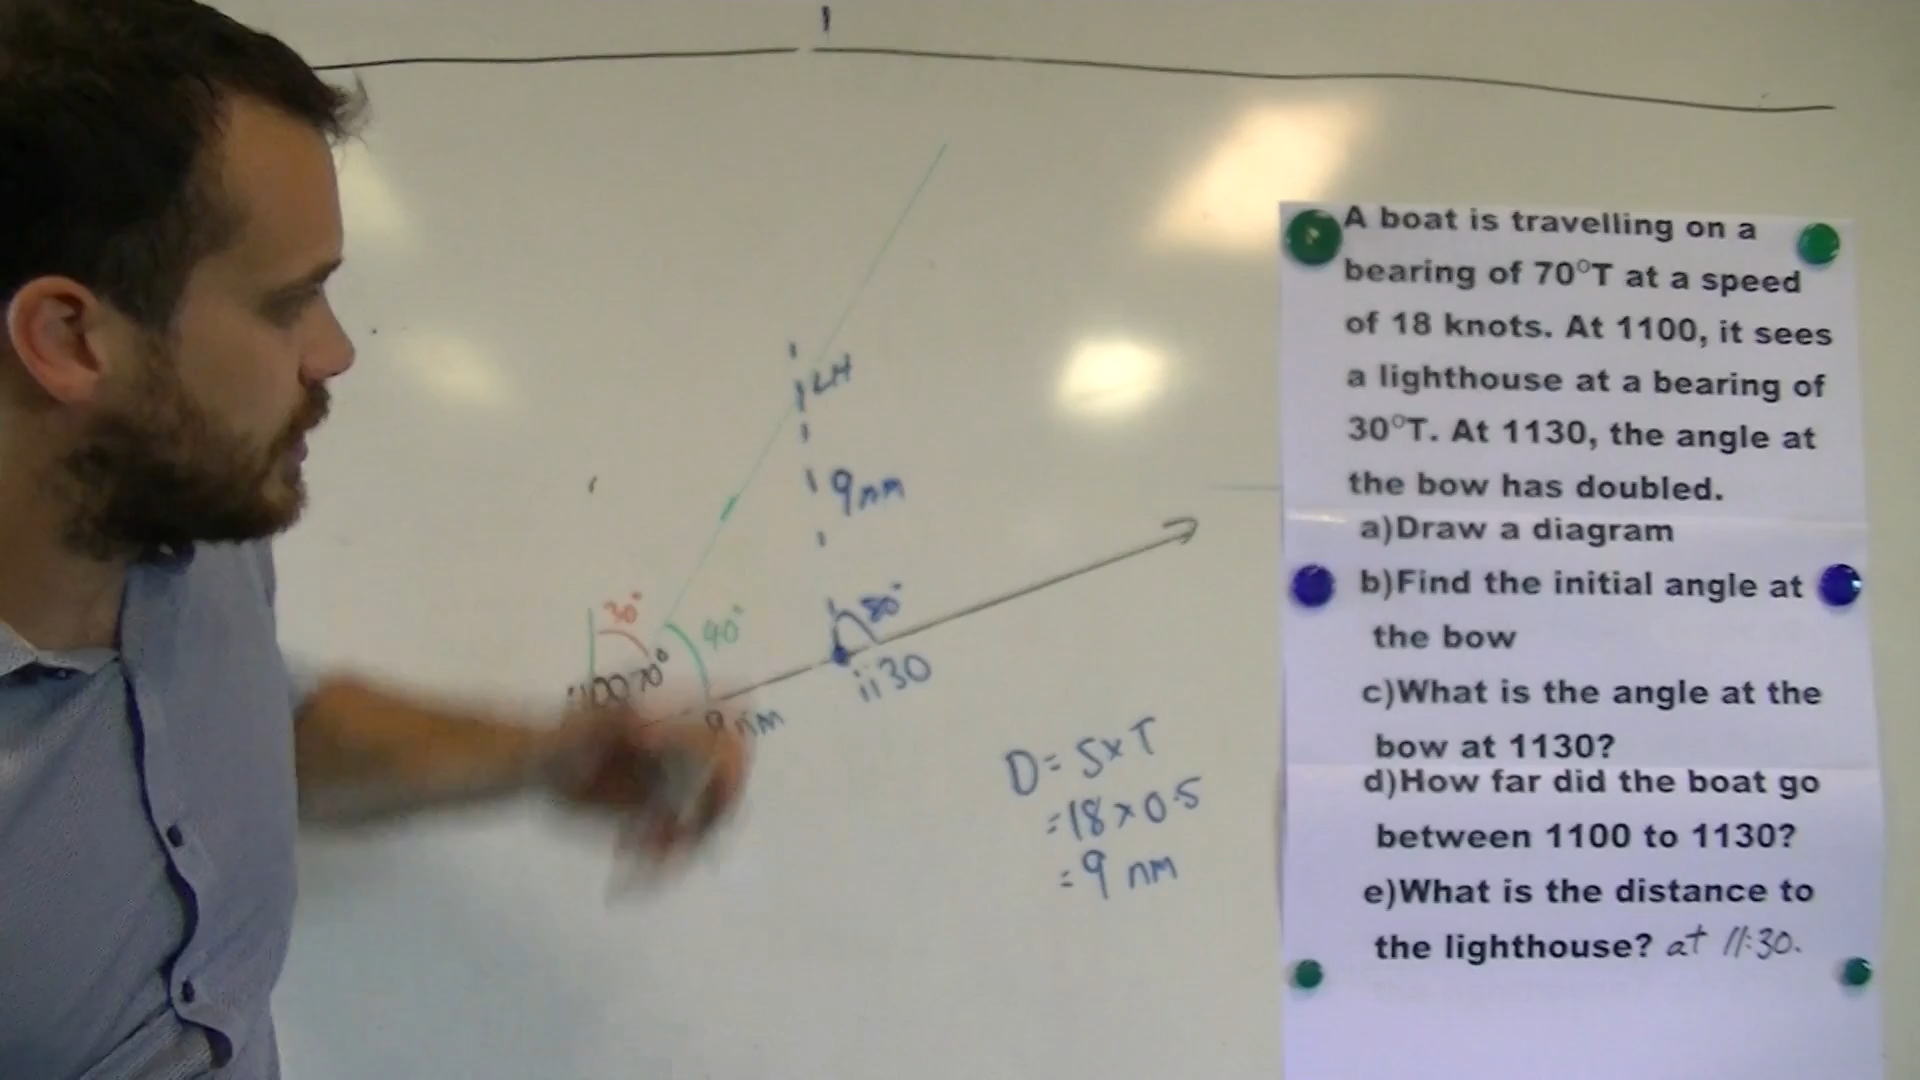 LH
9nm
30°
40°
80°
1100 70°
1130
9 nm
D = S × T
= 18 × 0.5
= 9 nm
A boat is travelling on a
bearing of 70°T at a speed
of 18 knots. At 1100, it sees
a lighthouse at a bearing of
30°T. At 1130, the angle at
the bow has doubled.
a)Draw a diagram
b)Find the initial angle at
the bow
c)What is the angle at the
bow at 1130?
d)How far did the boat go
between 1100 to 1130?
e)What is the distance to
the lighthouse? at 11:30.